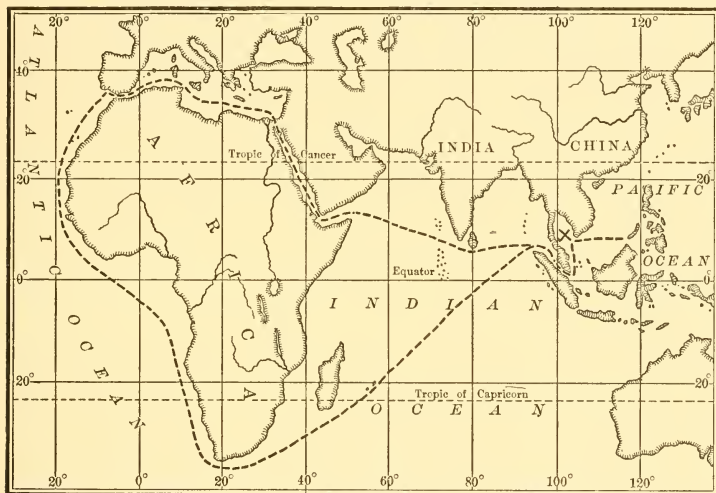 20° 0° 20° 40° 60° 80° 100° 120°
40°
ATLANTIC
OCEAN
AFRICA
INDIA
CHINA
Tropic of Cancer
20° 20°
PACIFIC
OCEAN
Equator
0° 0°
INDIAN
OCEAN
20° 20°
Tropic of Capricorn
20° 0° 20° 40° 60° 80° 100° 120°